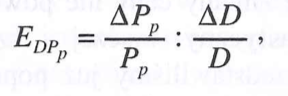 E_{DP_p} = \frac{\Delta P_p}{P_p} : \frac{\Delta D}{D},